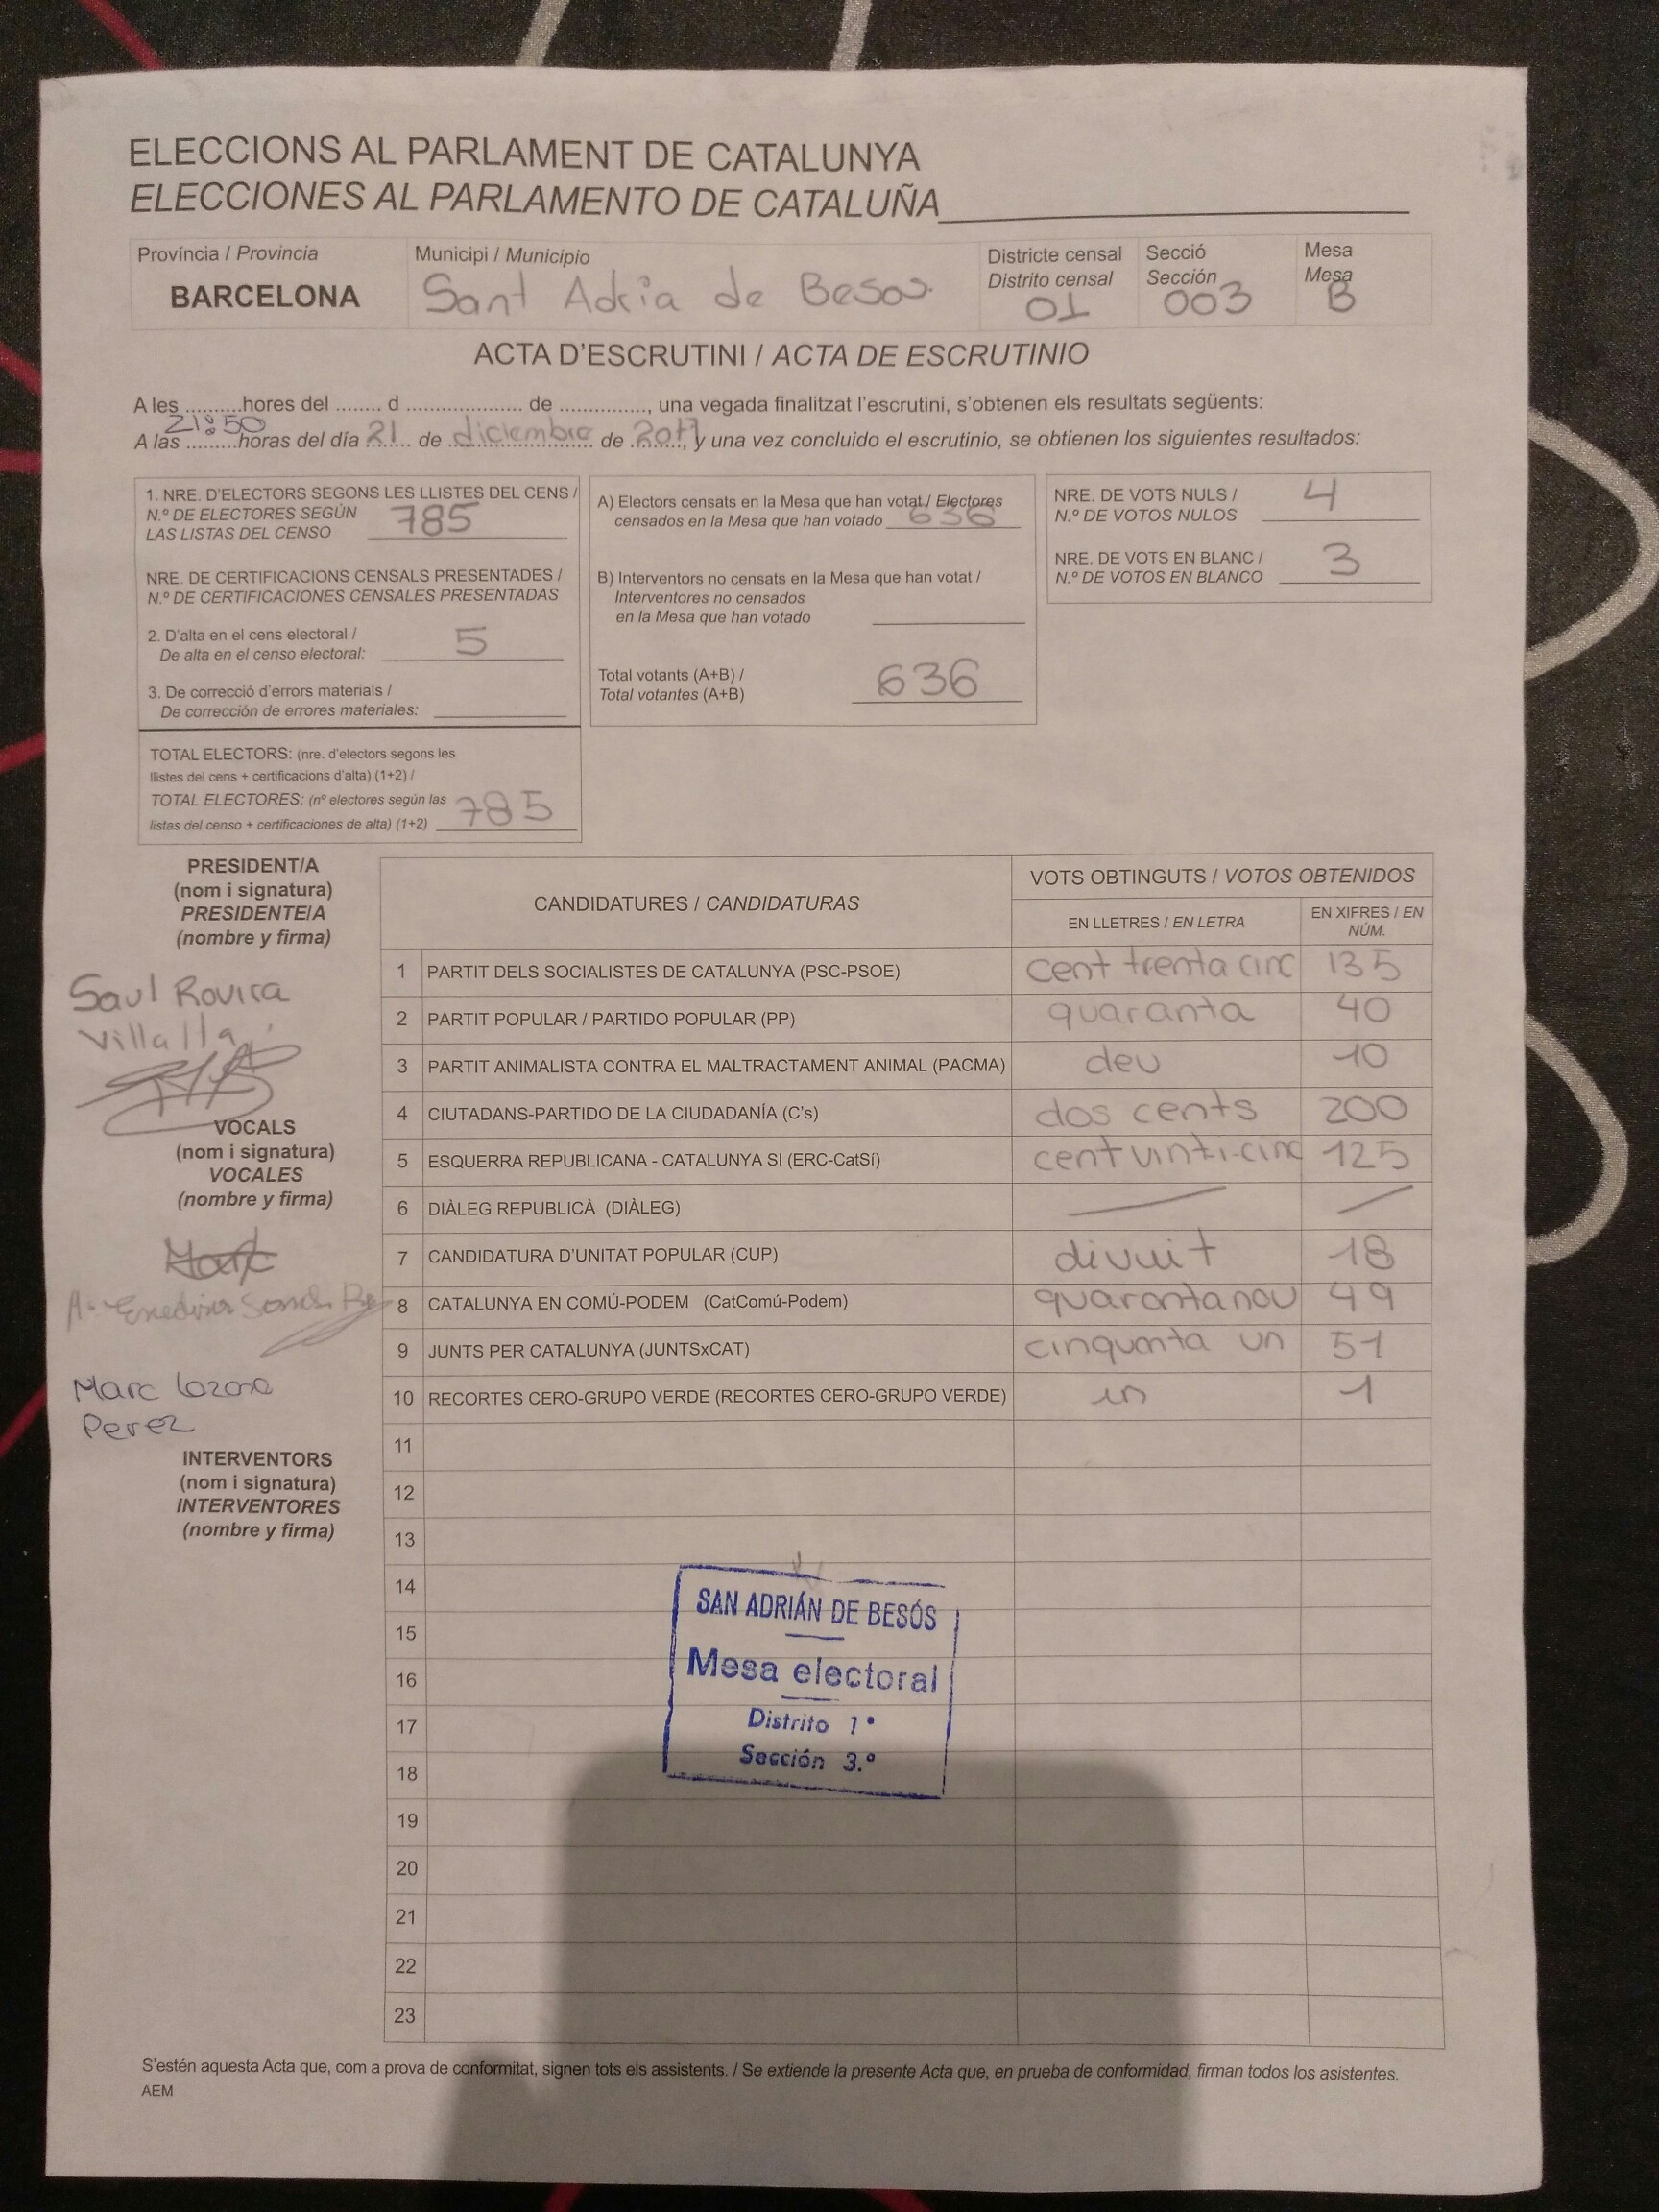 ELECCIONS AL PARLAMENT DE CATALUNYA
ELECCIONES AL PARLAMENTO DE CATALUÑA
Província / Provincia
BARCELONA
Municipi / Municipio
Sant Adria de Besos.
Districte censal
Distrito censal
01
Secció
Sección
003
Mesa
Mesa
B
ACTA D'ESCRUTINI / ACTA DE ESCRUTINIO
A les ..........hores del ........ d ..................... de ..............., una vegada finalitzat l'escrutini, s'obtenen els resultats següents:
A las 21:50 horas del día 21 de diciembre de 2017, y una vez concluido el escrutinio, se obtienen los siguientes resultados:
1. NRE. D'ELECTORS SEGONS LES LLISTES DEL CENS /
N.º DE ELECTORES SEGÚN
LAS LISTAS DEL CENSO 785
NRE. DE CERTIFICACIONS CENSALS PRESENTADES /
N.º DE CERTIFICACIONES CENSALES PRESENTADAS
2. D'alta en el cens electoral /
De alta en el censo electoral: 5
3. De correcció d'errors materials /
De corrección de errores materiales:
TOTAL ELECTORS: (nre. d'electors segons les
llistes del cens + certificacions d'alta) (1+2) /
TOTAL ELECTORES: (nº electores según las
listas del censo + certificaciones de alta) (1+2) 785
A) Electors censats en la Mesa que han votat / Electores
censados en la Mesa que han votado 636
B) Interventors no censats en la Mesa que han votat /
Interventores no censados
en la Mesa que han votado
Total votants (A+B) /
Total votantes (A+B) 636
NRE. DE VOTS NULS /
N.º DE VOTOS NULOS 4
NRE. DE VOTS EN BLANC /
N.º DE VOTOS EN BLANCO 3
PRESIDENT/A
(nom i signatura)
PRESIDENTE/A
(nombre y firma)
Saul Rovira
Villalta
VOCALS
(nom i signatura)
VOCALES
(nombre y firma)
Marc
Marc Lozano
Perez
INTERVENTORS
(nom i signatura)
INTERVENTORES
(nombre y firma)
CANDIDATURES / CANDIDATURAS
VOTS OBTINGUTS / VOTOS OBTENIDOS
EN LLETRES / EN LETRA
EN XIFRES / EN
NÚM.
1 PARTIT DELS SOCIALISTES DE CATALUNYA (PSC-PSOE) cent trenta cinc 135
2 PARTIT POPULAR / PARTIDO POPULAR (PP) quaranta 40
3 PARTIT ANIMALISTA CONTRA EL MALTRACTAMENT ANIMAL (PACMA) deu 10
4 CIUTADANS-PARTIDO DE LA CIUDADANÍA (C's) dos cents 200
5 ESQUERRA REPUBLICANA - CATALUNYA SI (ERC-CatSí) cent vinti-cinc 125
6 DIÀLEG REPUBLICÀ (DIÀLEG)
7 CANDIDATURA D'UNITAT POPULAR (CUP) divuit 18
8 CATALUNYA EN COMÚ-PODEM (CatComú-Podem) quaranta nou 49
9 JUNTS PER CATALUNYA (JUNTSxCAT) cinquanta un 51
10 RECORTES CERO-GRUPO VERDE (RECORTES CERO-GRUPO VERDE) un 1
11
12
13
14
15
16
17
18
19
20
21
22
23
SAN ADRIÁN DE BESÓS
Mesa electoral
Distrito 1º
Sección 3.º
S'estén aquesta Acta que, com a prova de conformitat, signen tots els assistents. / Se extiende la presente Acta que, en prueba de conformidad, firman todos los asistentes.
AEM